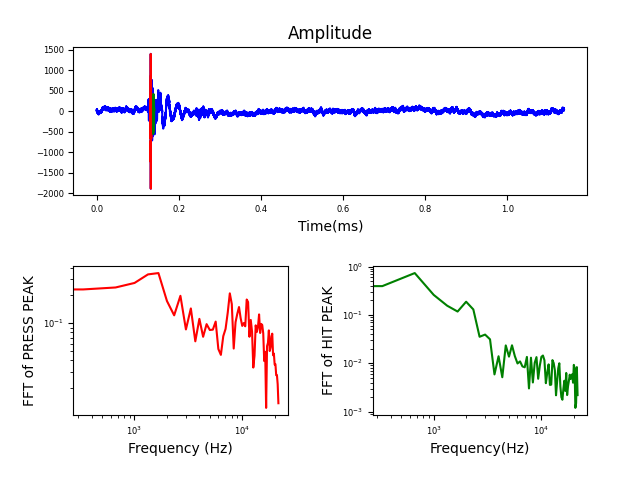 Amplitude
1500
1000
500
0
−500
−1000
−1500
−2000
0.0 0.2 0.4 0.6 0.8 1.0
Time(ms)
FFT of PRESS PEAK
10⁻¹
10³ 10⁴
Frequency (Hz)
FFT of HIT PEAK
10⁰
10⁻¹
10⁻²
10⁻³
10³ 10⁴
Frequency(Hz)